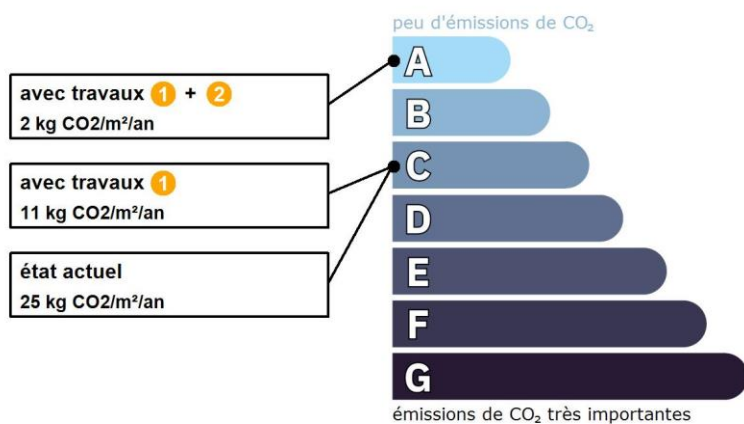 peu d'émissions de CO₂
A
avec travaux 1 + 2
2 kg CO2/m²/an
B
C
avec travaux 1
11 kg CO2/m²/an
D
état actuel
25 kg CO2/m²/an
E
F
G
émissions de CO₂ très importantes